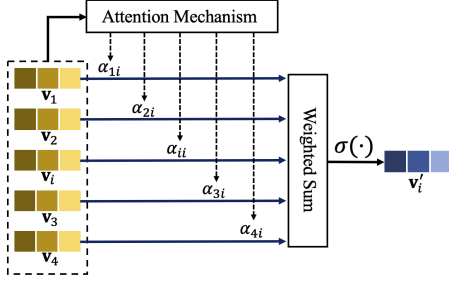 Attention Mechanism
α₁ᵢ
v₁
α₂ᵢ
v₂
αᵢᵢ
vᵢ
α₃ᵢ
v₃
α₄ᵢ
v₄
Weighted Sum
σ(·)
v′ᵢ